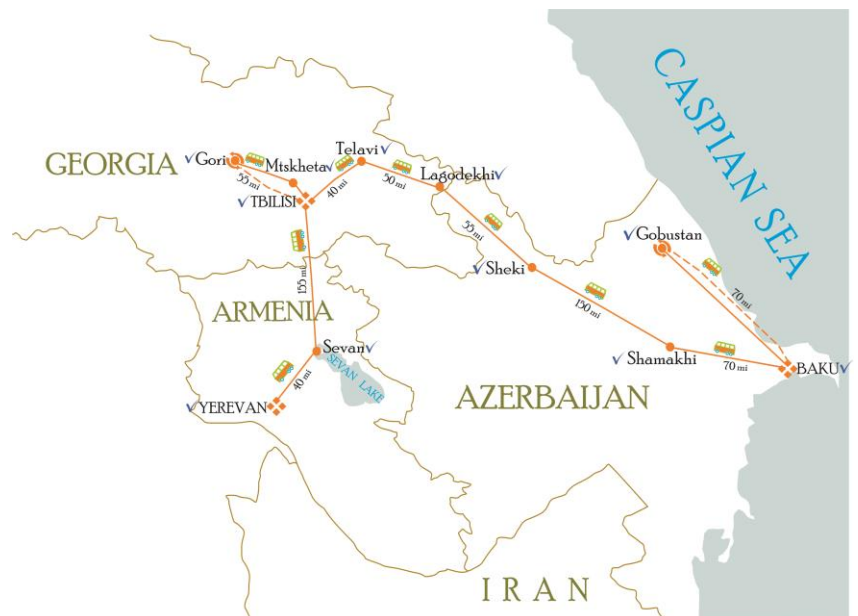 CASPIAN SEA
GEORGIA
Gori
Mtskheta
Telavi
55 mi
TBILISI
40 mi
50 mi
Lagodekhi
55 mi
Gobustan
Sheki
155 mi
70 mi
150 mi
ARMENIA
Sevan
SEVAN LAKE
Shamakhi
70 mi
BAKU
40 mi
YEREVAN
AZERBAIJAN
IRAN